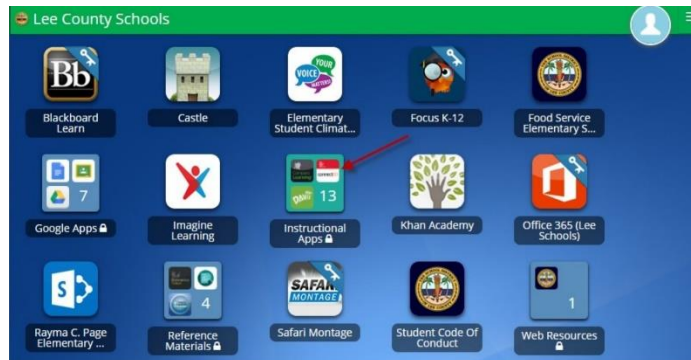 Lee County Schools
Bb
YOUR
VOICE
MATTERS!
Blackboard
Learn
Castle
Elementary
Student Climat...
Focus K-12
Food Service
Elementary S...
7
13
Google Apps
Imagine
Learning
Instructional
Apps
Khan Academy
Office 365 (Lee
Schools)
S
4
SAFARI
MONTAGE
1
Rayma C. Page
Elementary ...
Reference
Materials
Safari Montage
Student Code Of
Conduct
Web Resources